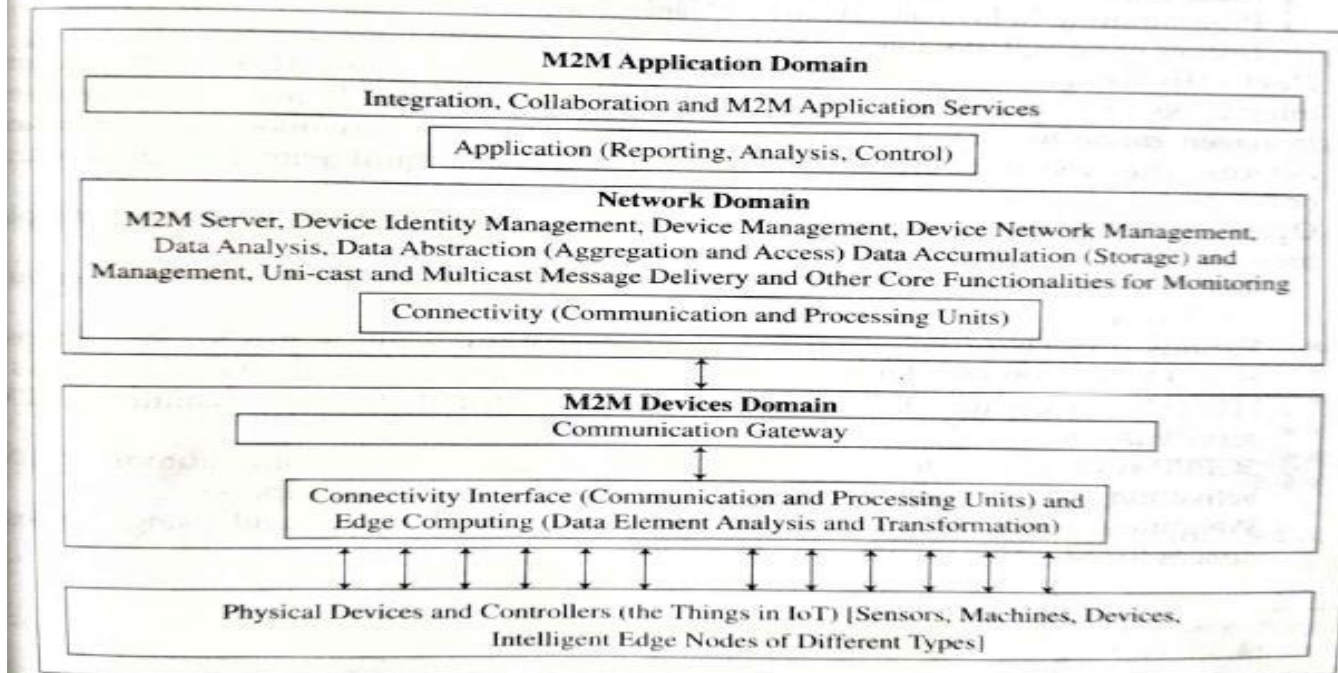 M2M Application Domain
Integration, Collaboration and M2M Application Services
Application (Reporting, Analysis, Control)
Network Domain
M2M Server, Device Identity Management, Device Management, Device Network Management,
Data Analysis, Data Abstraction (Aggregation and Access) Data Accumulation (Storage) and
Management, Uni-cast and Multicast Message Delivery and Other Core Functionalities for Monitoring
Connectivity (Communication and Processing Units)
M2M Devices Domain
Communication Gateway
Connectivity Interface (Communication and Processing Units) and
Edge Computing (Data Element Analysis and Transformation)
Physical Devices and Controllers (the Things in IoT) [Sensors, Machines, Devices,
Intelligent Edge Nodes of Different Types]